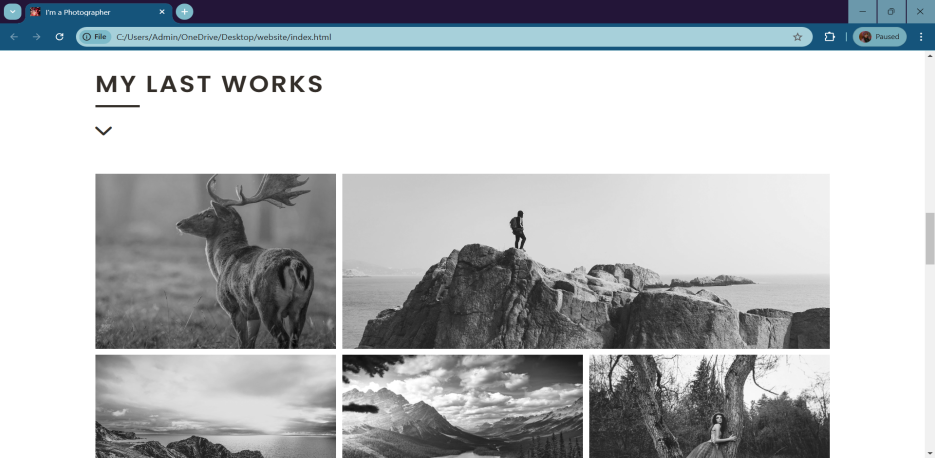 I'm a Photographer
File C:/Users/Admin/OneDrive/Desktop/website/index.html
Paused
MY LAST WORKS